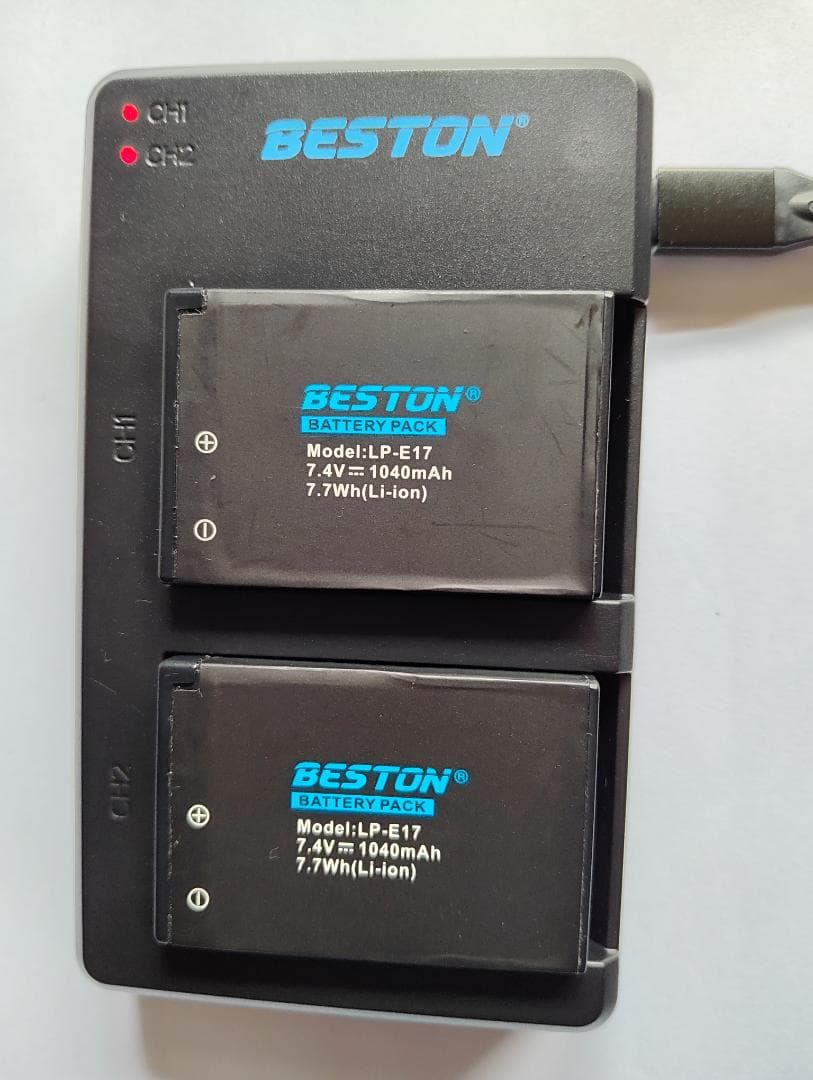 CH1
CH2
BESTON®
CH1
BESTON®
BATTERY PACK
Model:LP-E17
7.4V⎓1040mAh
7.7Wh(Li-ion)
CH2
BESTON®
BATTERY PACK
Model:LP-E17
7.4V⎓1040mAh
7.7Wh(Li-ion)